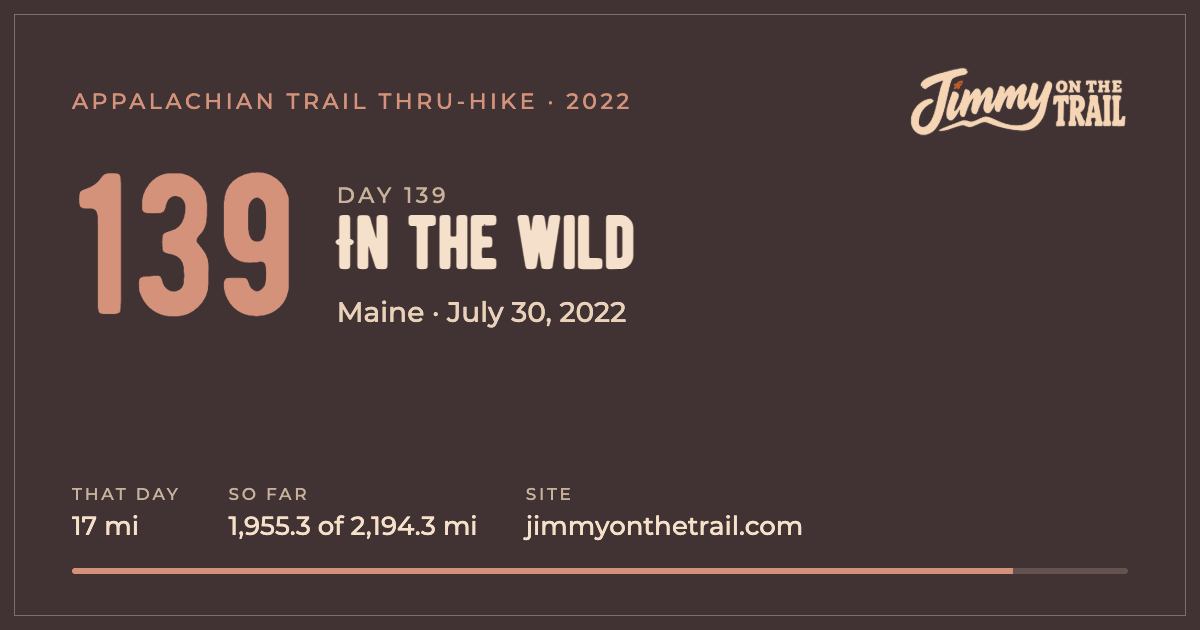 APPALACHIAN TRAIL THRU-HIKE · 2022
Jimmy ON THE TRAIL
139
DAY 139
IN THE WILD
Maine · July 30, 2022
THAT DAY
17 mi
SO FAR
1,955.3 of 2,194.3 mi
SITE
jimmyonthetrail.com